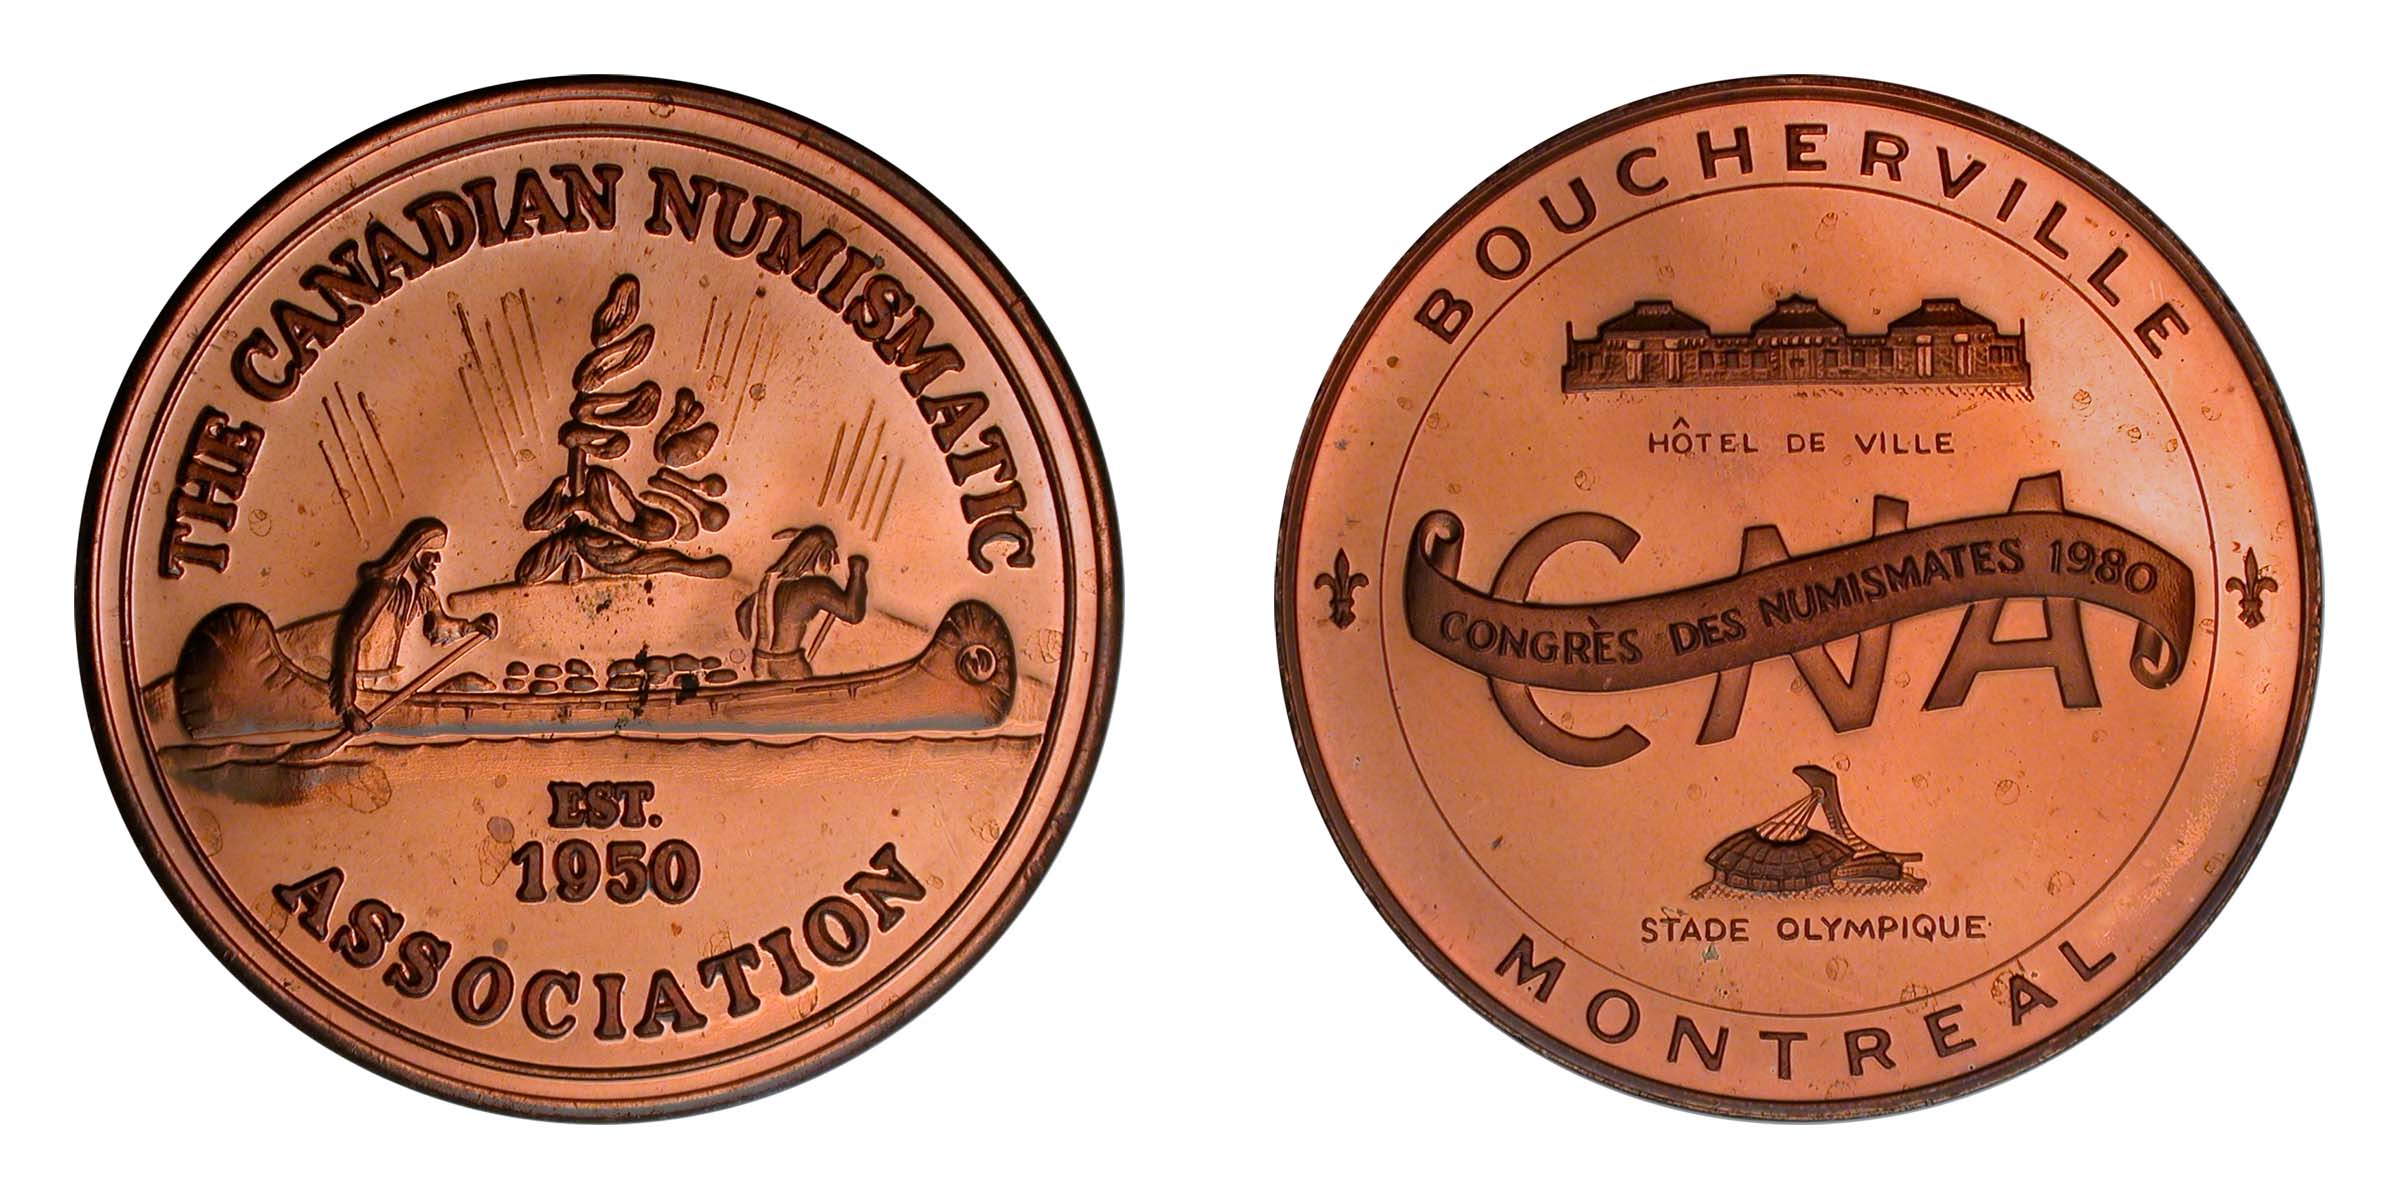 THE CANADIAN NUMISMATIC
EST.
1950
ASSOCIATION
BOUCHERVILLE
HÔTEL DE VILLE
CNA
CONGRÈS DES NUMISMATES 1980
STADE OLYMPIQUE
MONTREAL